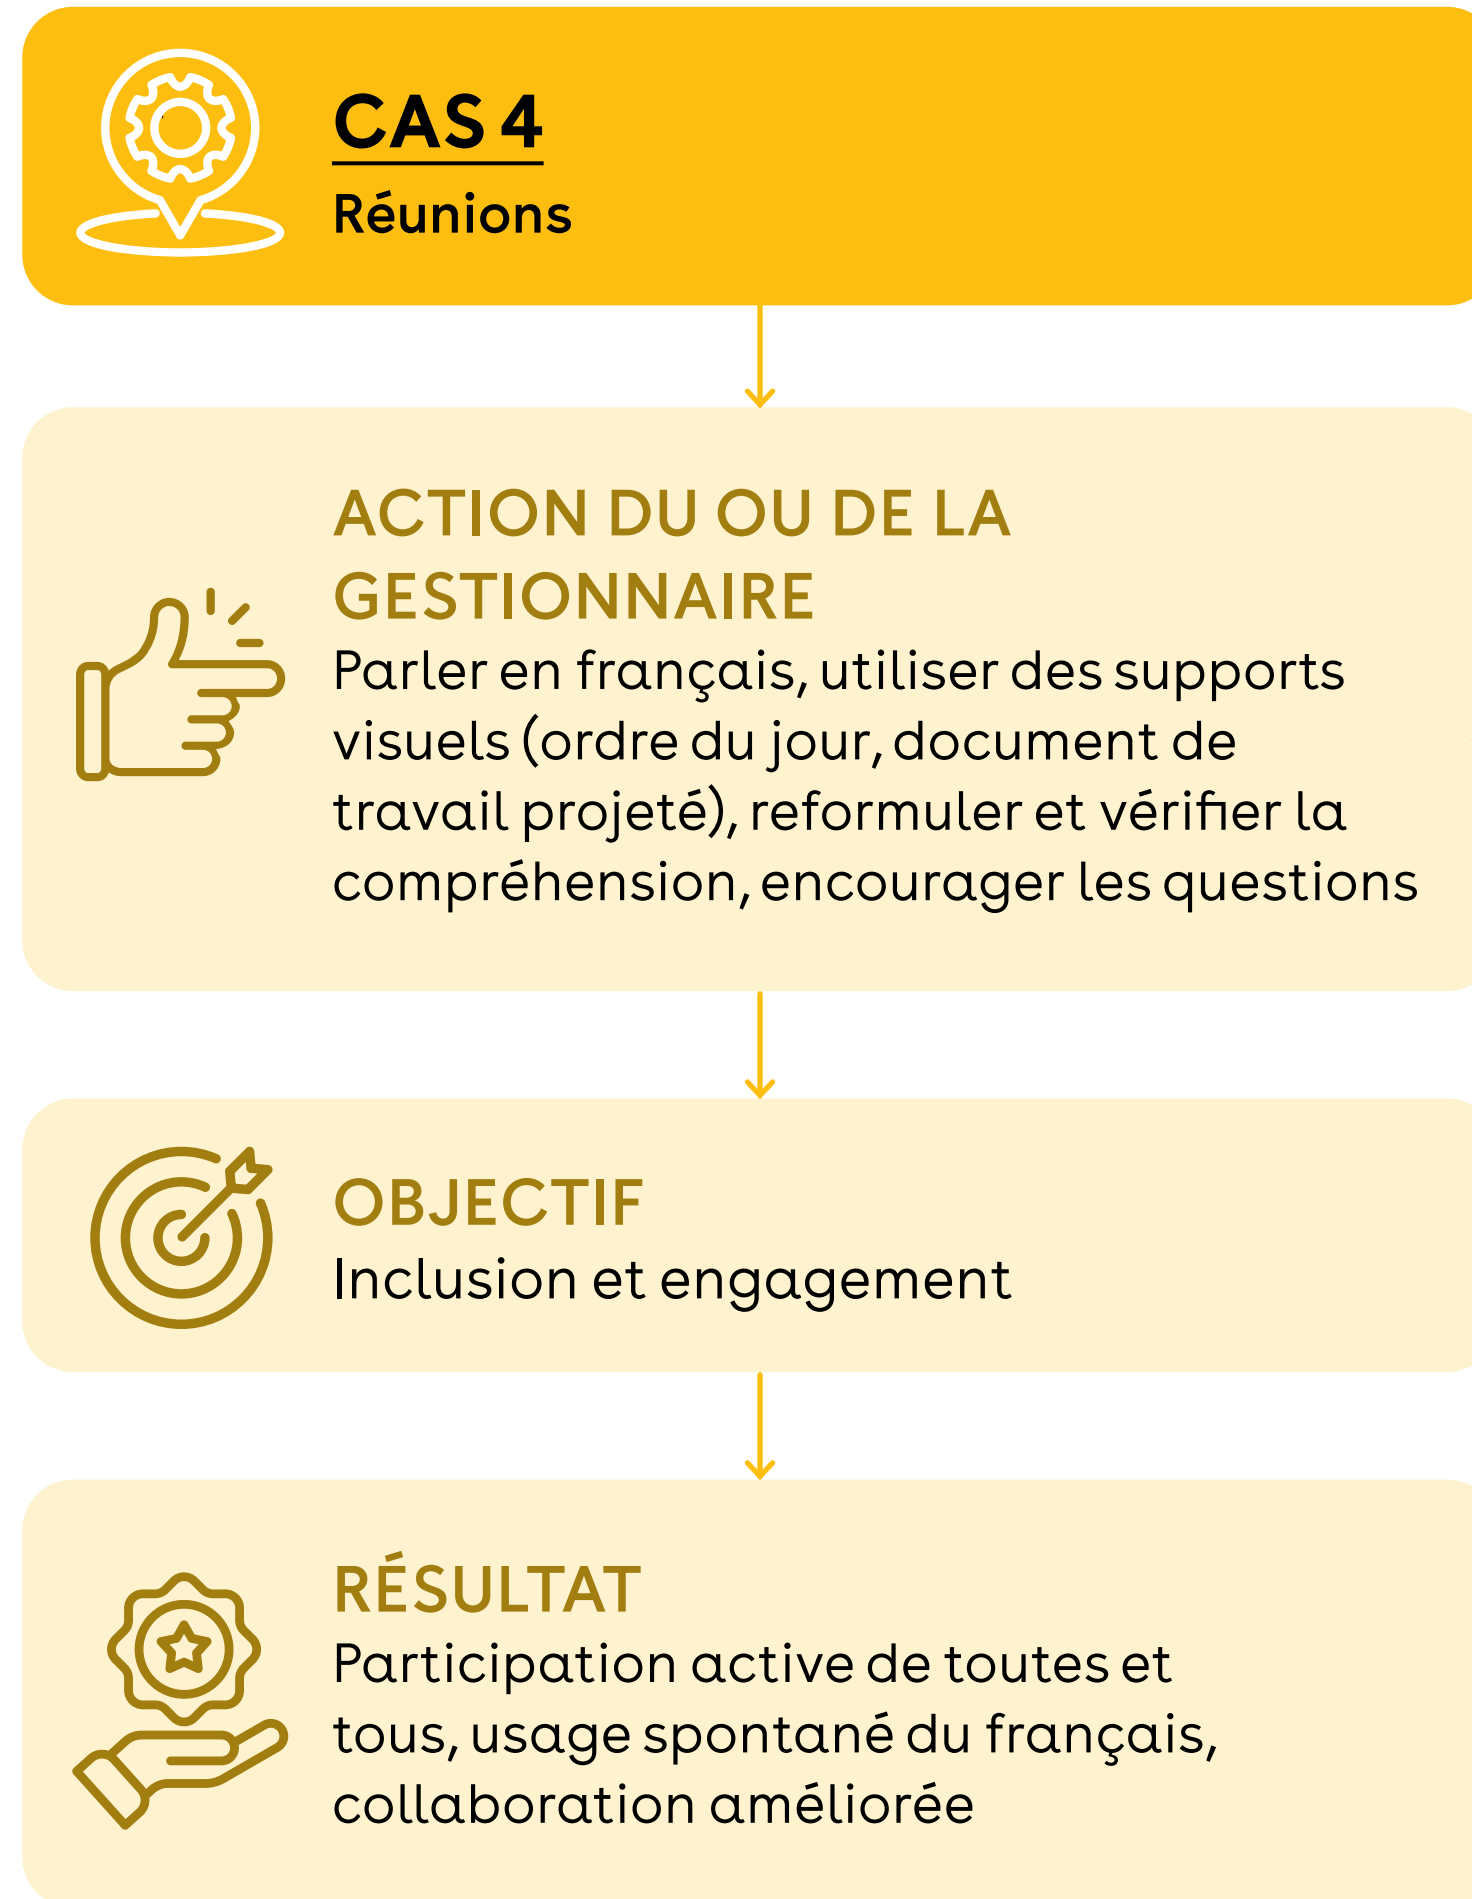 CAS 4
Réunions
ACTION DU OU DE LA
GESTIONNAIRE
Parler en français, utiliser des supports
visuels (ordre du jour, document de
travail projeté), reformuler et vérifier la
compréhension, encourager les questions
OBJECTIF
Inclusion et engagement
RÉSULTAT
Participation active de toutes et
tous, usage spontané du français,
collaboration améliorée